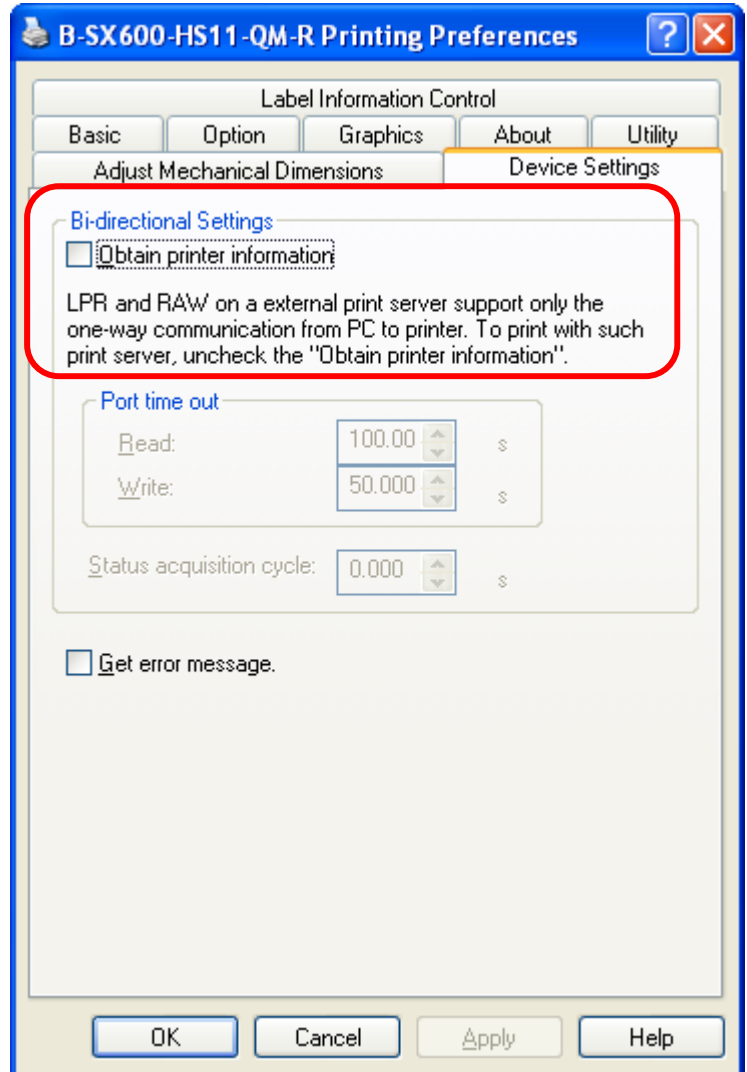 B-SX600-HS11-QM-R Printing Preferences
Label Information Control
Basic Option Graphics About Utility
Adjust Mechanical Dimensions Device Settings
Bi-directional Settings
Obtain printer information
LPR and RAW on a external print server support only the
one-way communication from PC to printer. To print with such
print server, uncheck the "Obtain printer information".
Port time out
Read: 100.00 s
Write: 50.000 s
Status acquisition cycle: 0.000 s
Get error message.
OK Cancel Apply Help